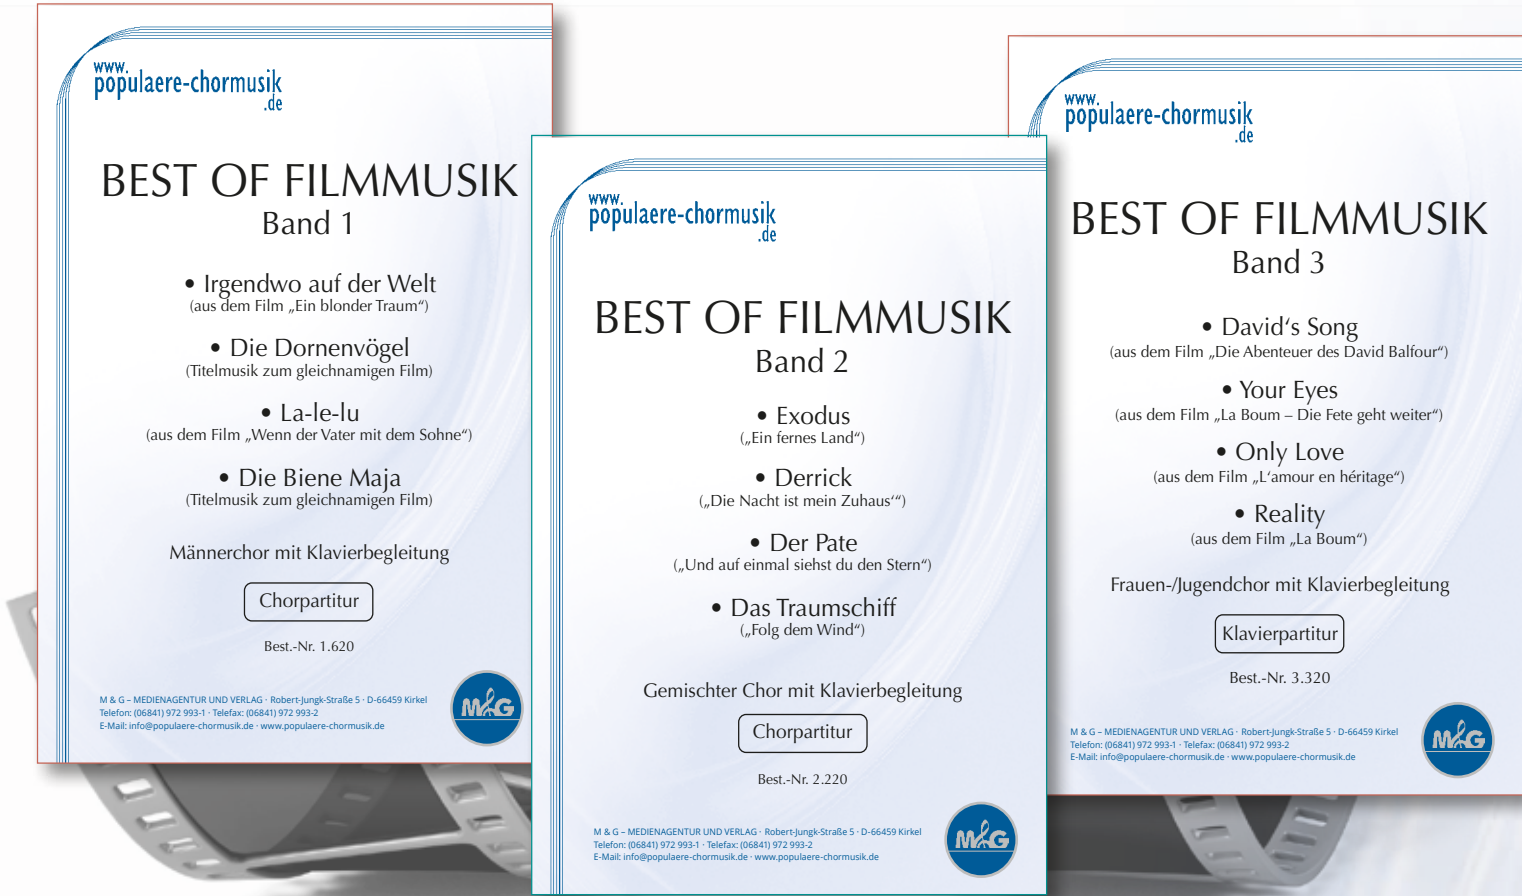 www.
populaere-chormusik
.de
BEST OF FILMMUSIK
Band 1
• Irgendwo auf der Welt
(aus dem Film „Ein blonder Traum“)
• Die Dornenvögel
(Titelmusik zum gleichnamigen Film)
• La-le-lu
(aus dem Film „Wenn der Vater mit dem Sohne“)
• Die Biene Maja
(Titelmusik zum gleichnamigen Film)
Männerchor mit Klavierbegleitung
Chorpartitur
Best.-Nr. 1.620
M & G – MEDIENAGENTUR UND VERLAG · Robert-Jungk-Straße 5 · D-66459 Kirkel
Telefon: (06841) 972 993-1 · Telefax: (06841) 972 993-2
E-Mail: info@populaere-chormusik.de · www.populaere-chormusik.de
M&G
www.
populaere-chormusik
.de
BEST OF FILMMUSIK
Band 2
• Exodus
(„Ein fernes Land“)
• Derrick
(„Die Nacht ist mein Zuhaus‘“)
• Der Pate
(„Und auf einmal siehst du den Stern“)
• Das Traumschiff
(„Folg dem Wind“)
Gemischter Chor mit Klavierbegleitung
Chorpartitur
Best.-Nr. 2.220
M & G – MEDIENAGENTUR UND VERLAG · Robert-Jungk-Straße 5 · D-66459 Kirkel
Telefon: (06841) 972 993-1 · Telefax: (06841) 972 993-2
E-Mail: info@populaere-chormusik.de · www.populaere-chormusik.de
M&G
www.
populaere-chormusik
.de
BEST OF FILMMUSIK
Band 3
• David‘s Song
(aus dem Film „Die Abenteuer des David Balfour“)
• Your Eyes
(aus dem Film „La Boum – Die Fete geht weiter“)
• Only Love
(aus dem Film „L‘amour en héritage“)
• Reality
(aus dem Film „La Boum“)
Frauen-/Jugendchor mit Klavierbegleitung
Klavierpartitur
Best.-Nr. 3.320
M & G – MEDIENAGENTUR UND VERLAG · Robert-Jungk-Straße 5 · D-66459 Kirkel
Telefon: (06841) 972 993-1 · Telefax: (06841) 972 993-2
E-Mail: info@populaere-chormusik.de · www.populaere-chormusik.de
M&G